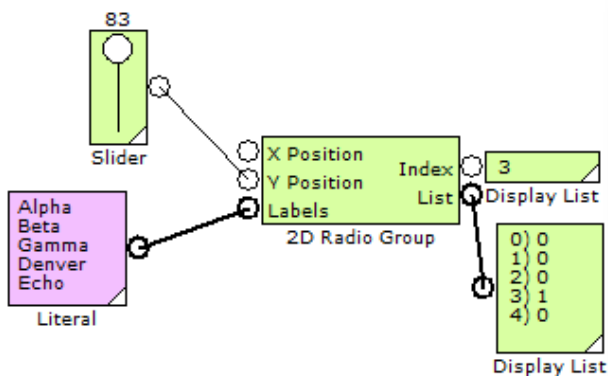 83
Slider
X Position
Y Position
Labels
Index
List
2D Radio Group
3
Display List
Alpha
Beta
Gamma
Denver
Echo
Literal
0) 0
1) 0
2) 0
3) 1
4) 0
Display List